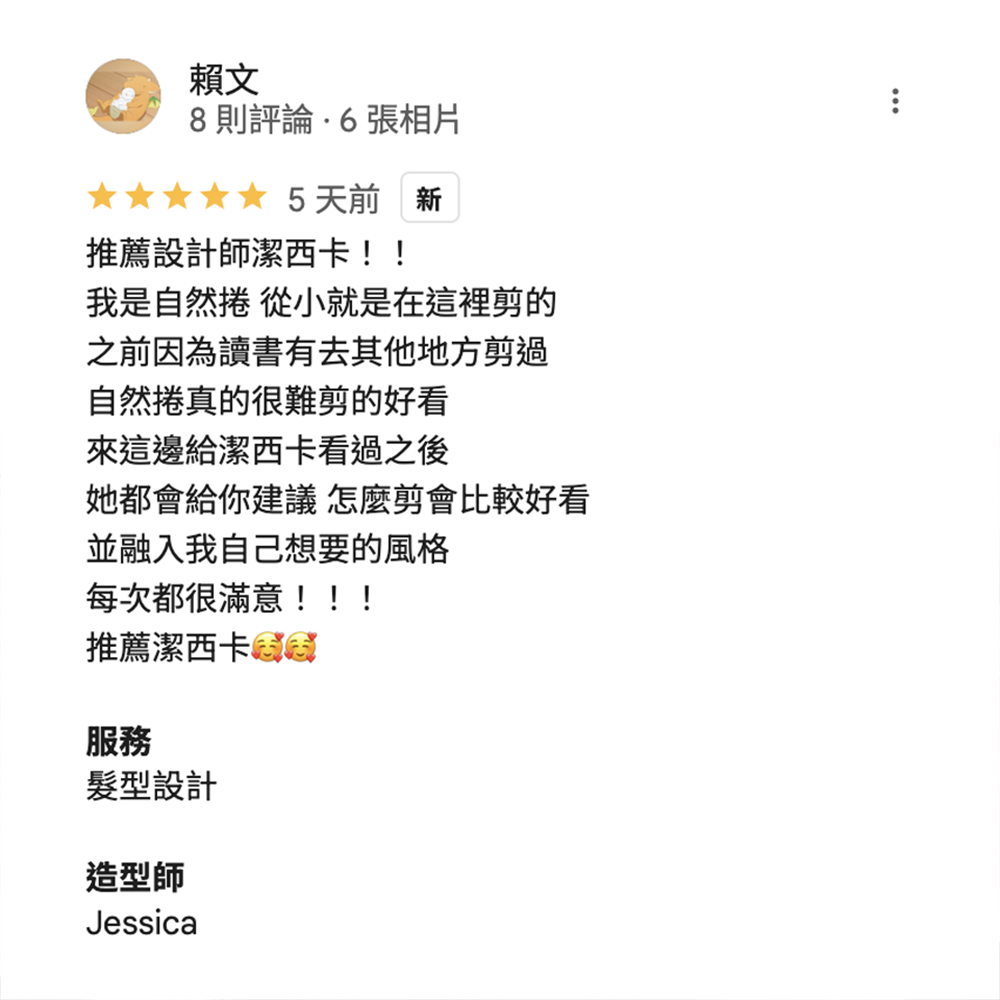 賴文
8 則評論 · 6 張相片
5 天前 新
推薦設計師潔西卡！！
我是自然捲 從小就是在這裡剪的
之前因為讀書有去其他地方剪過
自然捲真的很難剪的好看
來這邊給潔西卡看過之後
她都會給你建議 怎麼剪會比較好看
並融入我自己想要的風格
每次都很滿意！！！
推薦潔西卡🥰🥰
服務
髮型設計
造型師
Jessica